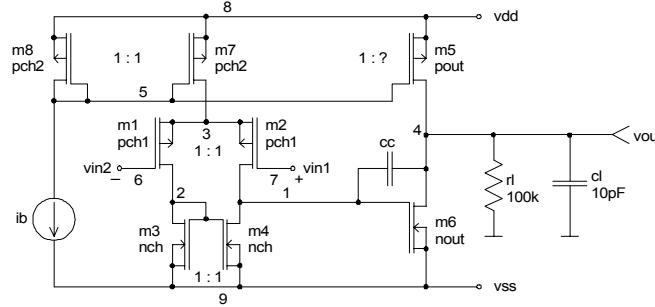 8
vdd
m8
pch2
1 : 1
m7
pch2
1 : ?
m5
pout
5
m1
pch1
3
1 : 1
m2
pch1
4
vou
cc
vin2
–
6
7
vin1
+
2
1
rl
100k
cl
10pF
ib
m3
nch
m4
nch
m6
nout
1 : 1
9
vss